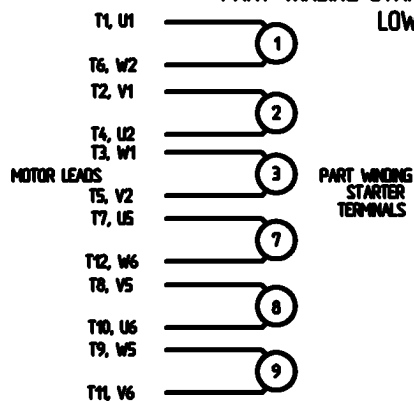 LOW
T1, U1
1
T6, W2
T2, V1
2
T4, U2
T3, W1
MOTOR LEADS
3
PART WINDING
STARTER
TERMINALS
T5, V2
T7, U5
7
T12, W6
T8, V5
8
T10, U6
T9, W5
9
T11, V6